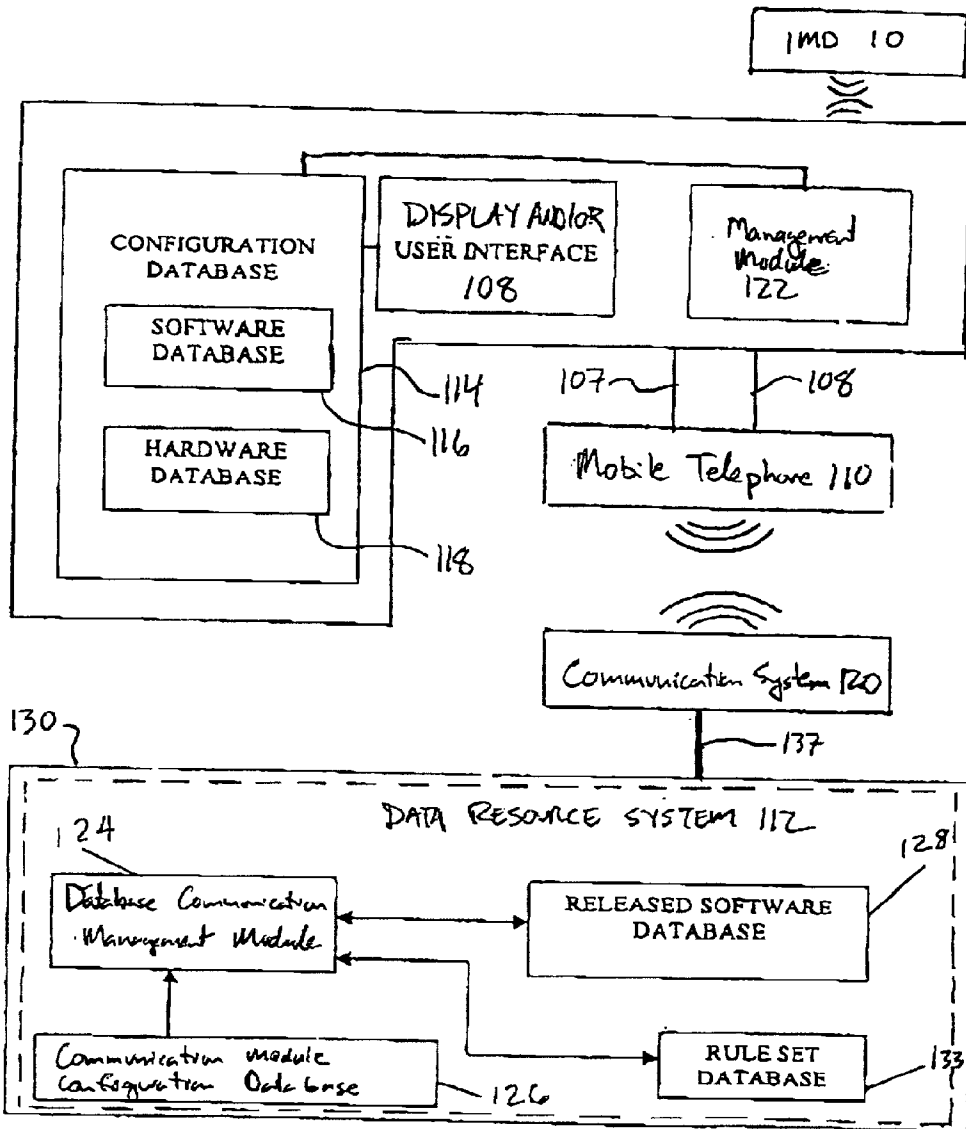 IMD 10
CONFIGURATION
DATABASE
SOFTWARE
DATABASE
HARDWARE
DATABASE
DISPLAY AND/OR
USER INTERFACE
108
Management
Module
122
107
108
114
116
118
Mobile Telephone 110
Communication System 120
137
130
DATA RESOURCE SYSTEM 112
124
Database Communication
Management Module
RELEASED SOFTWARE
DATABASE
128
Communication module
Configuration Database
126
RULE SET
DATABASE
133